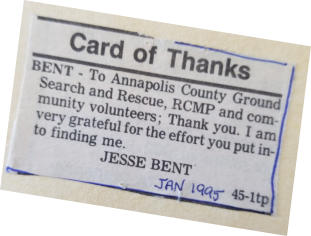 Card of Thanks
BENT - To Annapolis County Ground
Search and Rescue, RCMP and com-
munity volunteers; Thank you. I am
very grateful for the effort you put in-
to finding me.
JESSE BENT
JAN 1995 45-1tp